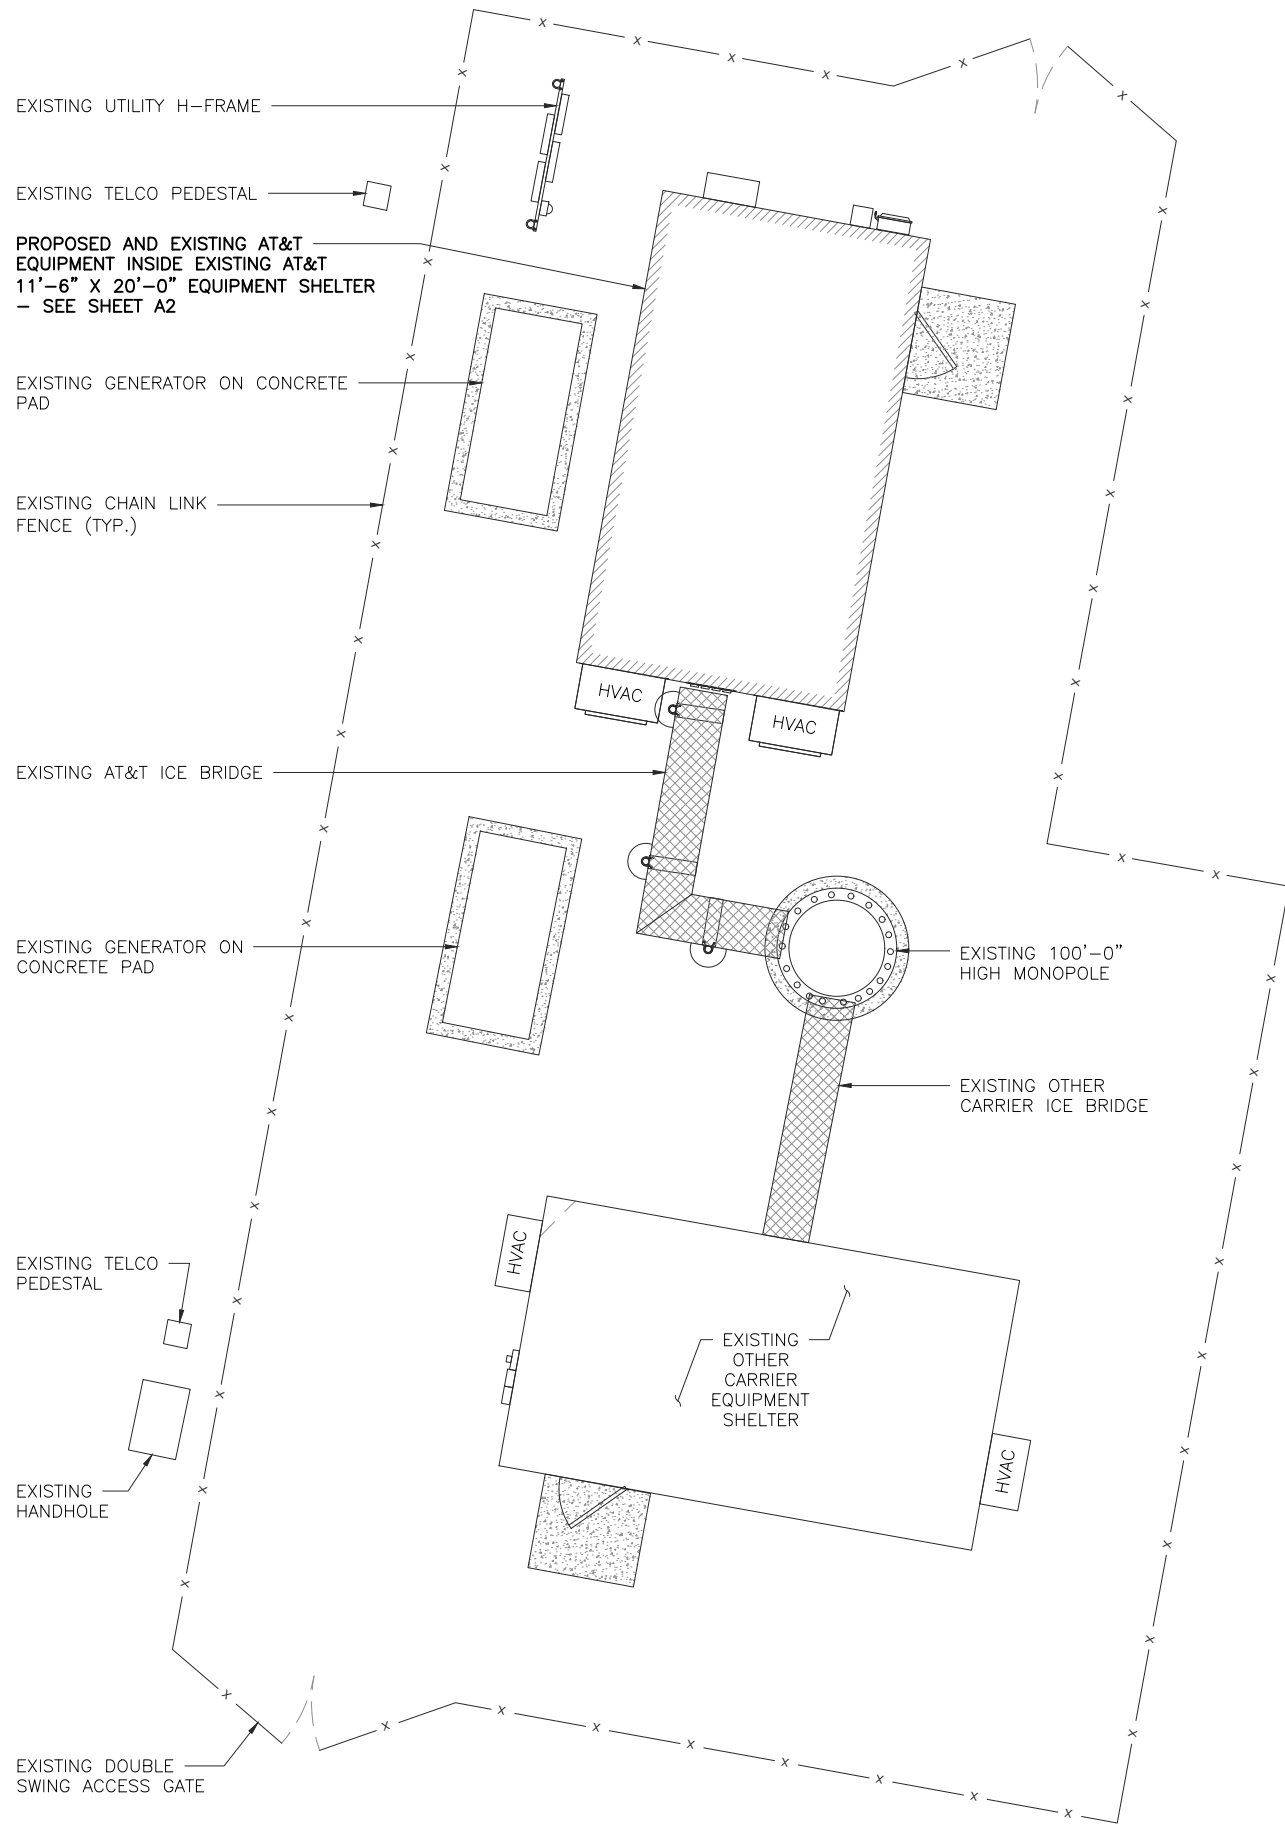 EXISTING UTILITY H-FRAME
EXISTING TELCO PEDESTAL
PROPOSED AND EXISTING AT&T
EQUIPMENT INSIDE EXISTING AT&T
11'-6" X 20'-0" EQUIPMENT SHELTER
- SEE SHEET A2
EXISTING GENERATOR ON CONCRETE
PAD
EXISTING CHAIN LINK
FENCE (TYP.)
HVAC
HVAC
EXISTING AT&T ICE BRIDGE
EXISTING GENERATOR ON
CONCRETE PAD
EXISTING 100'-0"
HIGH MONOPOLE
EXISTING OTHER
CARRIER ICE BRIDGE
HVAC
EXISTING TELCO
PEDESTAL
EXISTING
OTHER
CARRIER
EQUIPMENT
SHELTER
HVAC
EXISTING
HANDHOLE
EXISTING DOUBLE
SWING ACCESS GATE